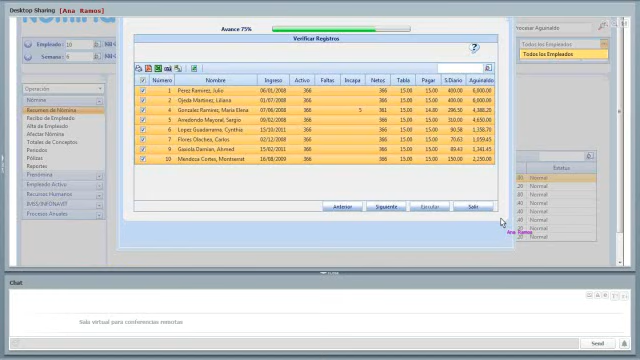 Desktop Sharing [Ana Ramos]
Nómina
Avance 75%
Procesar Aguinaldo
Verificar Registros
Empleado: 10
Semana: 6
Todos los Empleados
Todos los Empleados
?
Operación
Número Nombre Ingreso Activo Faltas Incapa Netos Tabla Pagar S.Diario Aguinaldo
1 Perez Ramirez, Julio 06/01/2008 366 366 15.00 15.00 400.00 6,000.00
2 Ojeda Martinez, Liliana 01/07/2008 366 366 15.00 15.00 400.00 6,000.00
4 Gonzalez Ramirez, Maria Elena 07/06/2008 366 5 361 15.00 14.80
5 Amadondo Mayoral, Sergio 02/09/2008 366 366 15.00 15.00 263.00
6 Lopez Guadarrama, Cynthia 15/10/2011 366 366 15.00 15.00 90.58 1,358.70
7 Flores Olachea, Carlos 02/12/2008 366 366 15.00 15.00 70.63 1,059.45
9 Gaxiola Damian, Ahmed 15/02/2011 366 366 15.00 15.00 89.43 1,341.45
10 Mendoza Cortes, Montserrat 16/08/2009 366 366 15.00 15.00 150.00 2,250.00
Nómina
Recursos de Nómina
Recibo de Empleado
Alta de Empleado
Afectar Nómina
Totales de Conceptos
Periodos
Pólizas
Reportes
Prenómina
Empleado Activo
Recursos Humanos
IMSS/INFONAVIT
Procesos Anuales
Estatus
Normal
Normal
Normal
Normal
Normal
Normal
Normal
Normal
Anterior Siguiente Ejecutar Salir
Ana Ramos
Chat
Sala virtual para conferencias remotas
Send